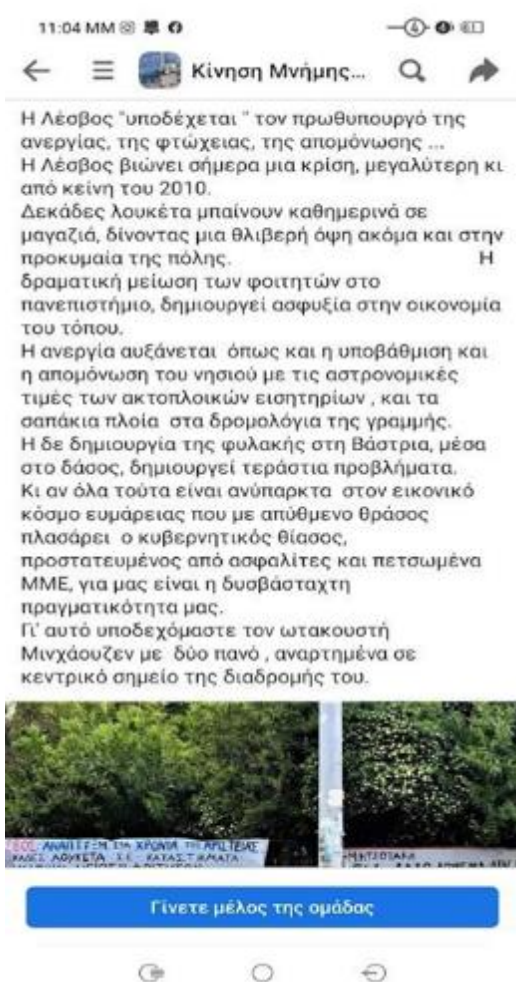 11:04 ΜΜ
Κίνηση Μνήμης...
Η Λέσβος "υποδέχεται " τον πρωθυπουργό της
ανεργίας, της φτώχειας, της απομόνωσης ...
Η Λέσβος βιώνει σήμερα μια κρίση, μεγαλύτερη κι
από κείνη του 2010.
Δεκάδες λουκέτα μπαίνουν καθημερινά σε
μαγαζιά, δίνοντας μια θλιβερή όψη ακόμα και στην
προκυμαία της πόλης. Η
δραματική μείωση των φοιτητών στο
πανεπιστήμιο, δημιουργεί ασφυξία στην οικονομία
του τόπου.
Η ανεργία αυξάνεται όπως και η υποβάθμιση και
η απομόνωση του νησιού με τις αστρονομικές
τιμές των ακτοπλοικών εισητηρίων , και τα
σαπάκια πλοία στα δρομολόγια της γραμμής.
Η δε δημιουργία της φυλακής στη Βάστρια, μέσα
στο δάσος, δημιουργεί τεράστια προβλήματα.
Κι αν όλα τούτα είναι ανύπαρκτα στον εικονικό
κόσμο ευμάρειας που με απύθμενο θράσος
πλασάρει ο κυβερνητικός θίασος,
προστατευμένος από ασφαλίτες και πετσωμένα
ΜΜΕ, για μας είναι η δυσβάσταχτη
πραγματικότητα μας.
Γι' αυτό υποδεχόμαστε τον ωτακουστή
Μινχάουζεν με δύο πανό , αναρτημένα σε
κεντρικό σημείο της διαδρομής του.
ΧΡΟΝΙΑ ΤΗΣ ΑΡΙΣΤΕΙΑΣ
ΛΟΥΚΕΤΑ ΣΕ ΚΑΤΑΣΤΗΜΑΤΑ
Γίνετε μέλος της ομάδας